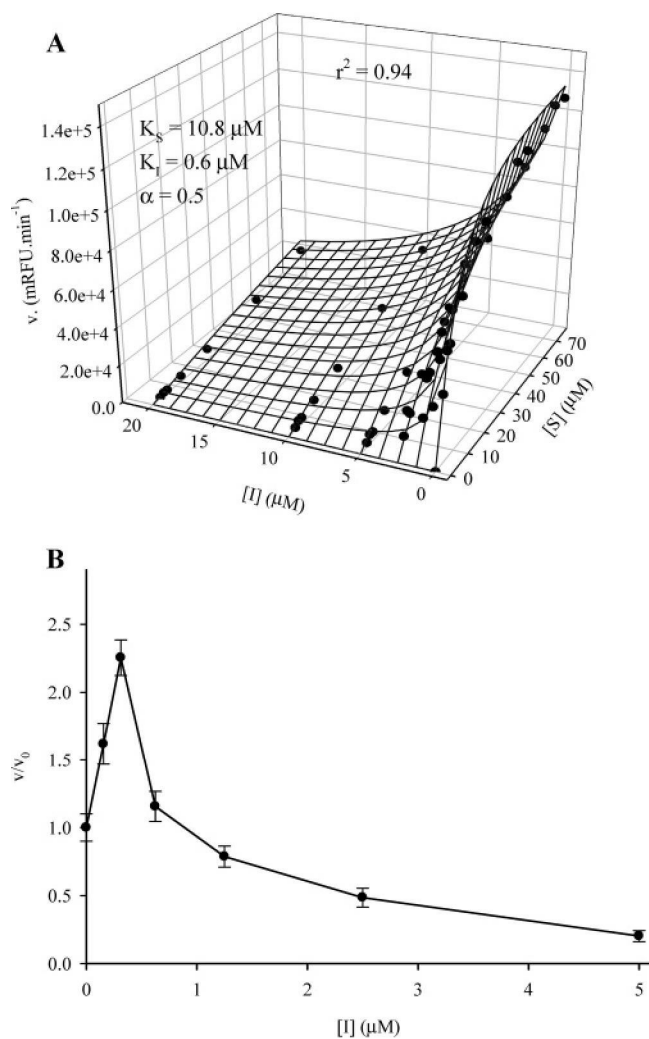 A
r² = 0.94
K_S = 10.8 μM
K_I = 0.6 μM
α = 0.5
v. (mRFU.min⁻¹)
1.4e+5
1.2e+5
1.0e+5
8.0e+4
6.0e+4
4.0e+4
2.0e+4
0.0
20
15
10
5
0
[I] (μM)
70
60
50
40
30
20
10
0
[S] (μM)
B
2.5
2.0
1.5
1.0
0.5
0.0
v/v₀
0
1
2
3
4
5
[I] (μM)